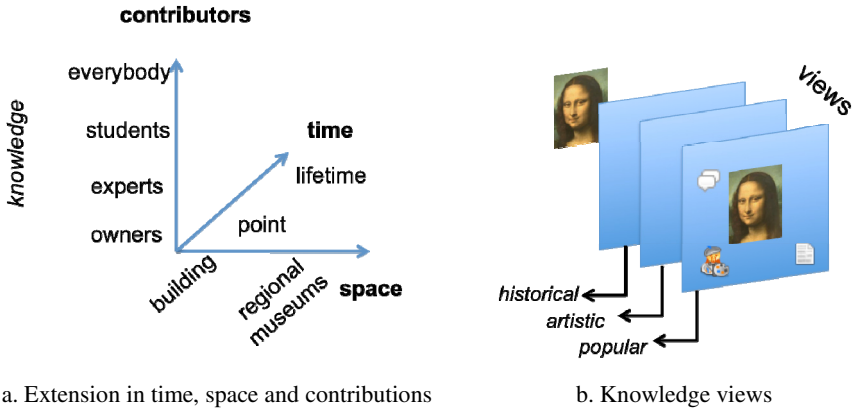 contributors
everybody
students
experts
owners
knowledge
time
lifetime
point
building
regional
museums
space
a. Extension in time, space and contributions
views
historical
artistic
popular
b. Knowledge views